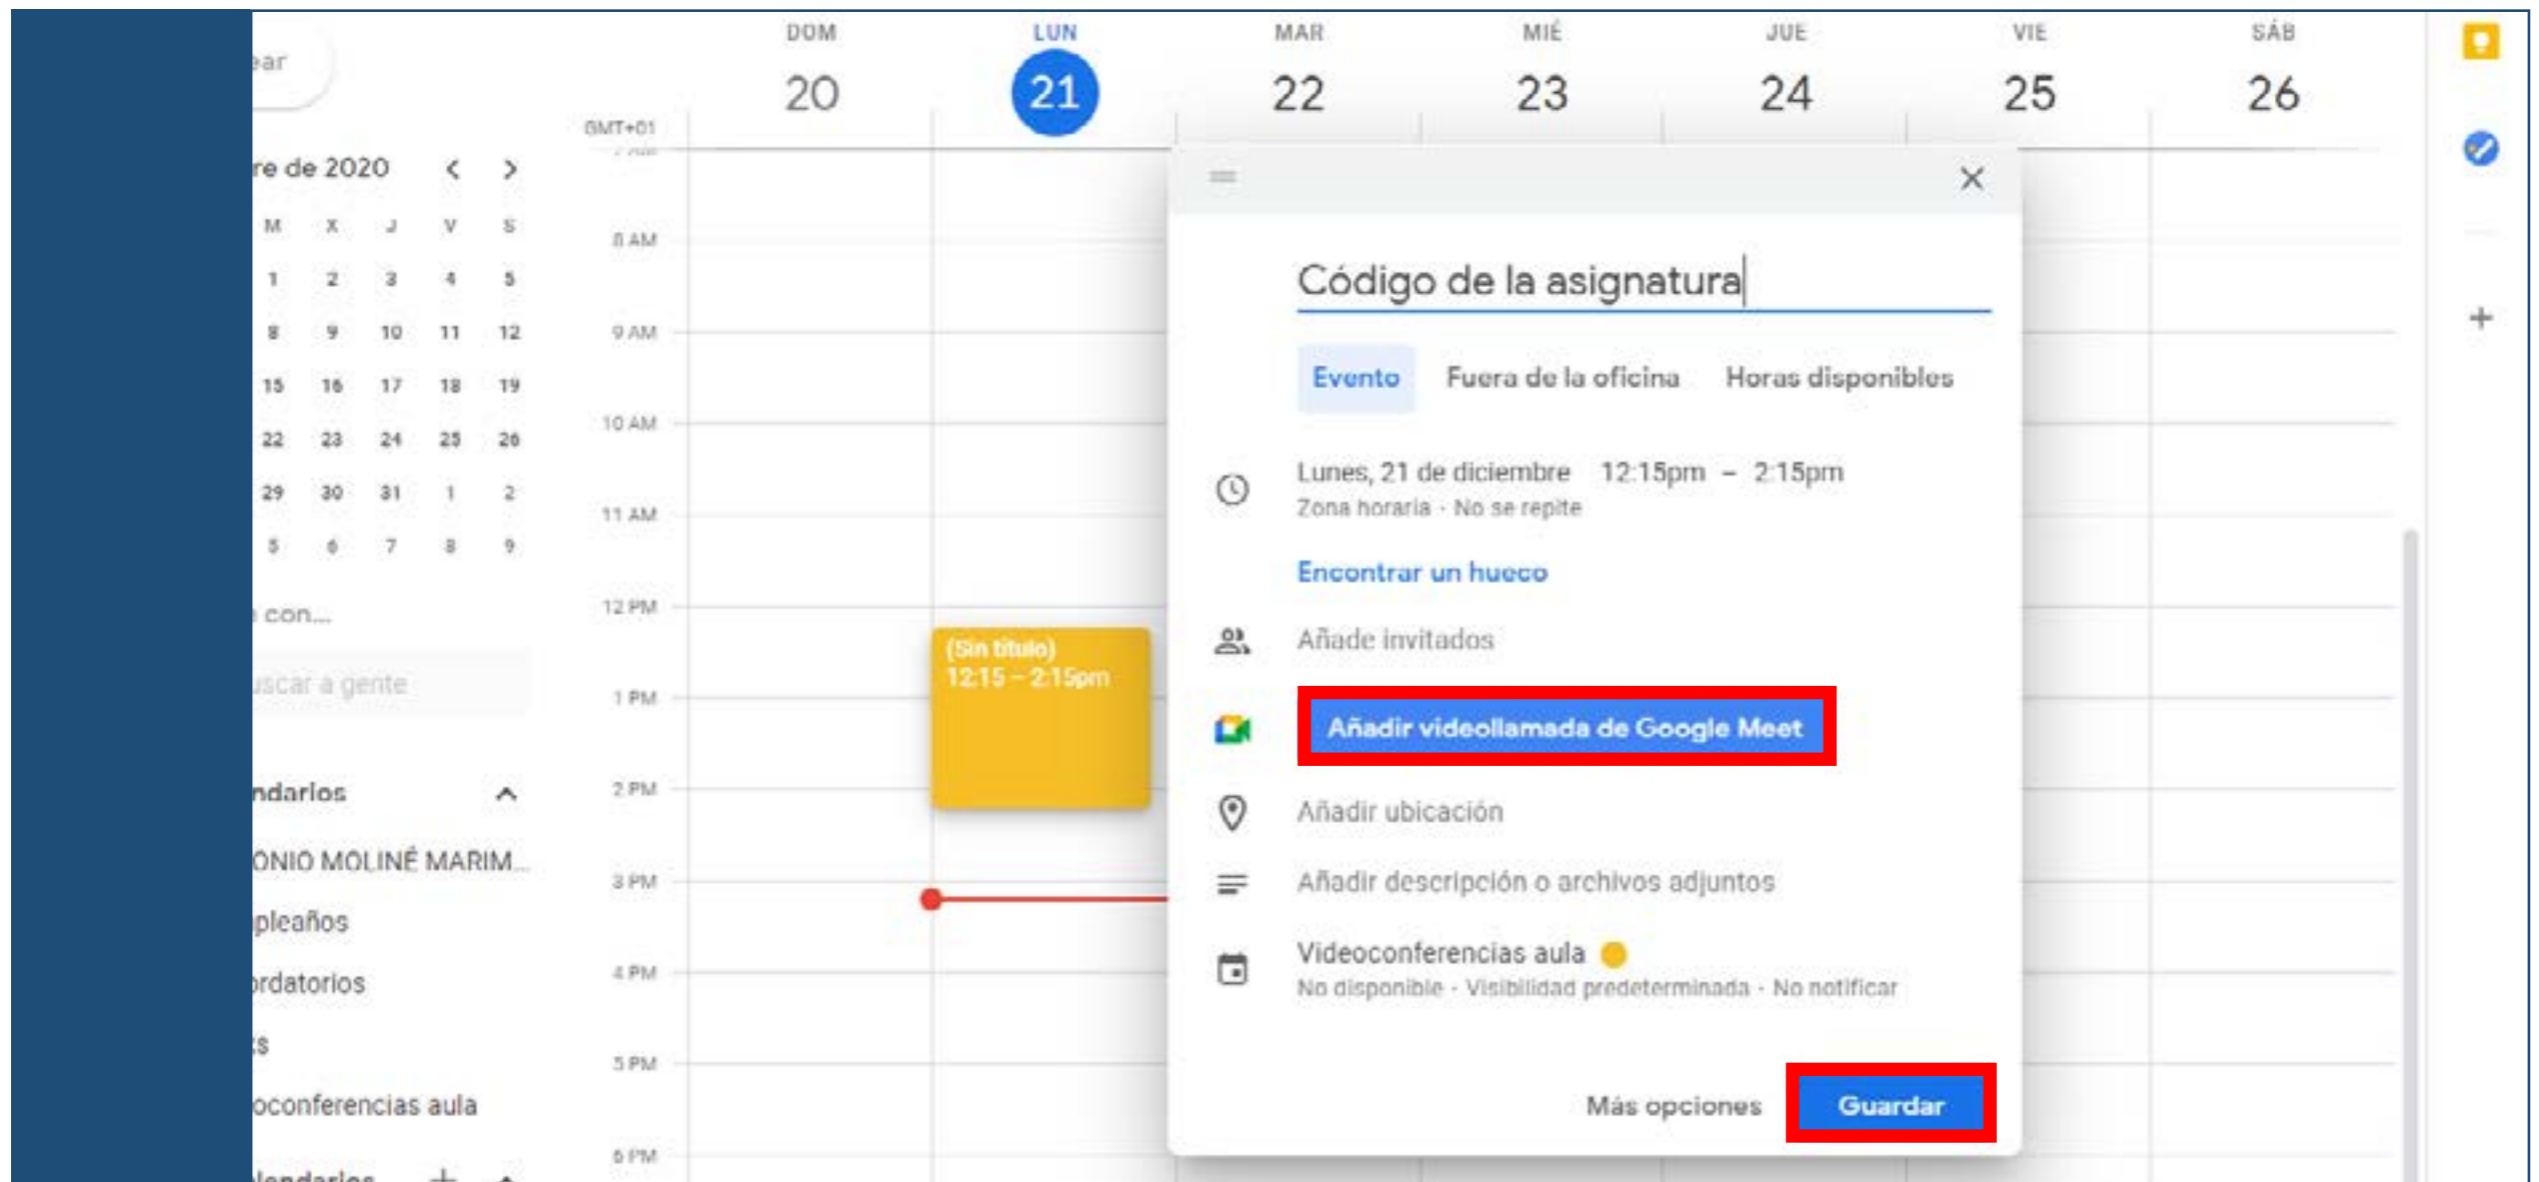 DOM LUN MAR MIÉ JUE VIE SÁB
20 21 22 23 24 25 26
GMT+01
ear
re de 2020
M X J V S
1 2 3 4 5
8 9 10 11 12
15 16 17 18 19
22 23 24 25 26
29 30 31 1 2
5 6 7 8 9
con...
uscar a gente
ndarios
ONIO MOLINÉ MARIM...
pleaños
ordatorios
ks
oconferencias aula
8 AM
9 AM
10 AM
11 AM
12 PM
1 PM
2 PM
3 PM
4 PM
5 PM
6 PM
(Sin título)
12:15 – 2:15pm
Código de la asignatura
Evento Fuera de la oficina Horas disponibles
Lunes, 21 de diciembre 12:15pm – 2:15pm
Zona horaria · No se repite
Encontrar un hueco
Añade invitados
Añadir videollamada de Google Meet
Añadir ubicación
Añadir descripción o archivos adjuntos
Videoconferencias aula
No disponible · Visibilidad predeterminada · No notificar
Más opciones Guardar